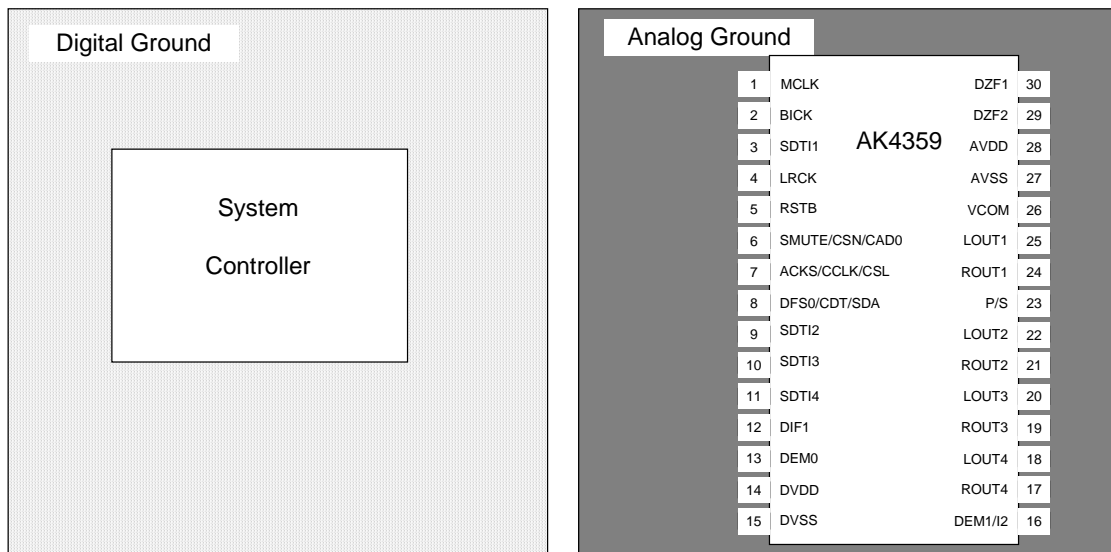 Digital Ground
System
Controller
Analog Ground
AK4359
1 MCLK
2 BICK
3 SDTI1
4 LRCK
5 RSTB
6 SMUTE/CSN/CAD0
7 ACKS/CCLK/CSL
8 DFS0/CDT/SDA
9 SDTI2
10 SDTI3
11 SDTI4
12 DIF1
13 DEM0
14 DVDD
15 DVSS
DZF1 30
DZF2 29
AVDD 28
AVSS 27
VCOM 26
LOUT1 25
ROUT1 24
P/S 23
LOUT2 22
ROUT2 21
LOUT3 20
ROUT3 19
LOUT4 18
ROUT4 17
DEM1/I2 16